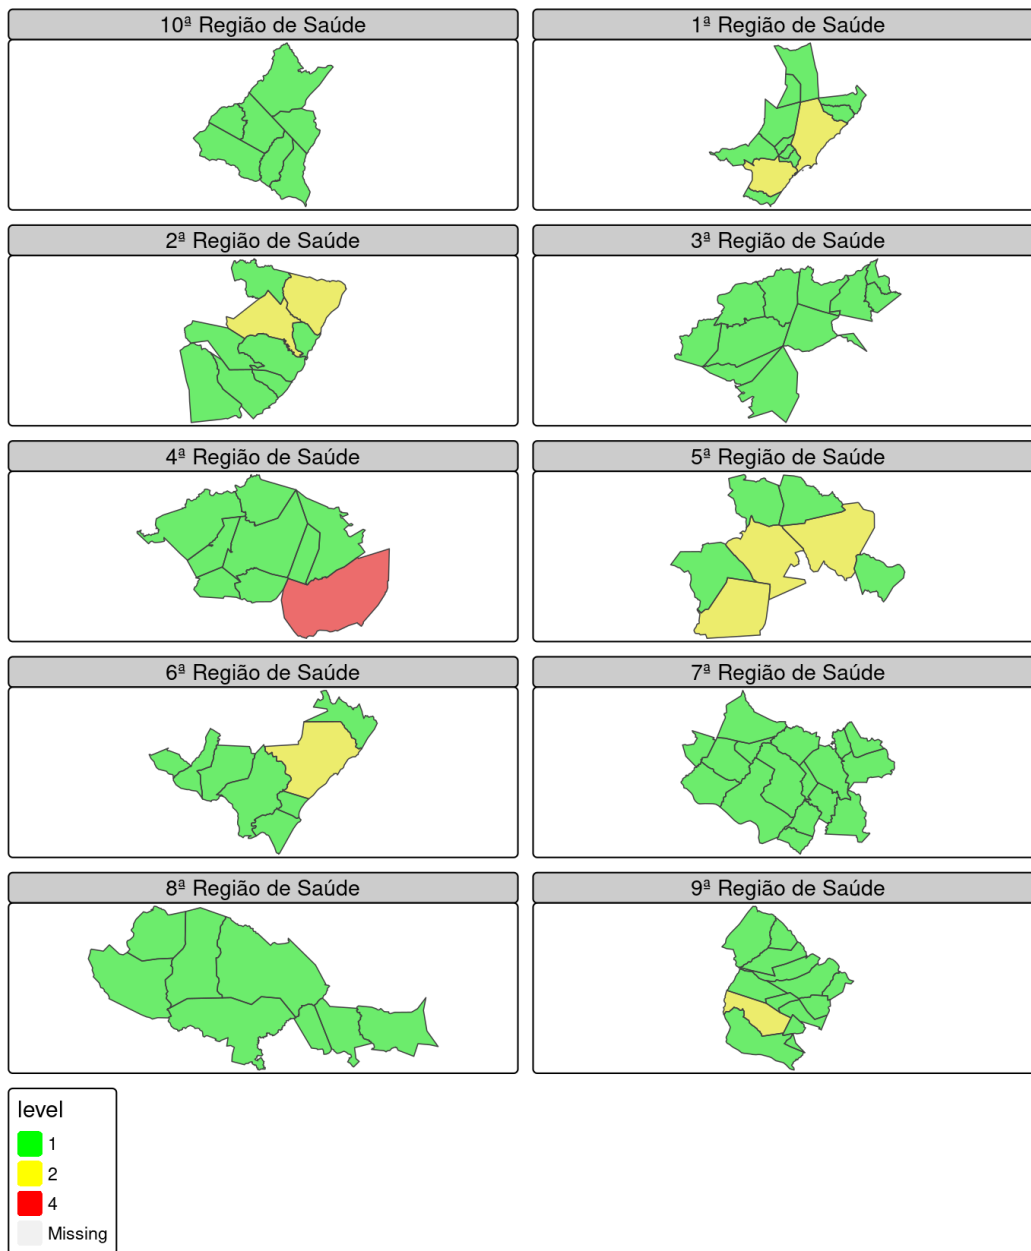 10ª Região de Saúde
1ª Região de Saúde
2ª Região de Saúde
3ª Região de Saúde
4ª Região de Saúde
5ª Região de Saúde
6ª Região de Saúde
7ª Região de Saúde
8ª Região de Saúde
9ª Região de Saúde
level
1
2
4
Missing